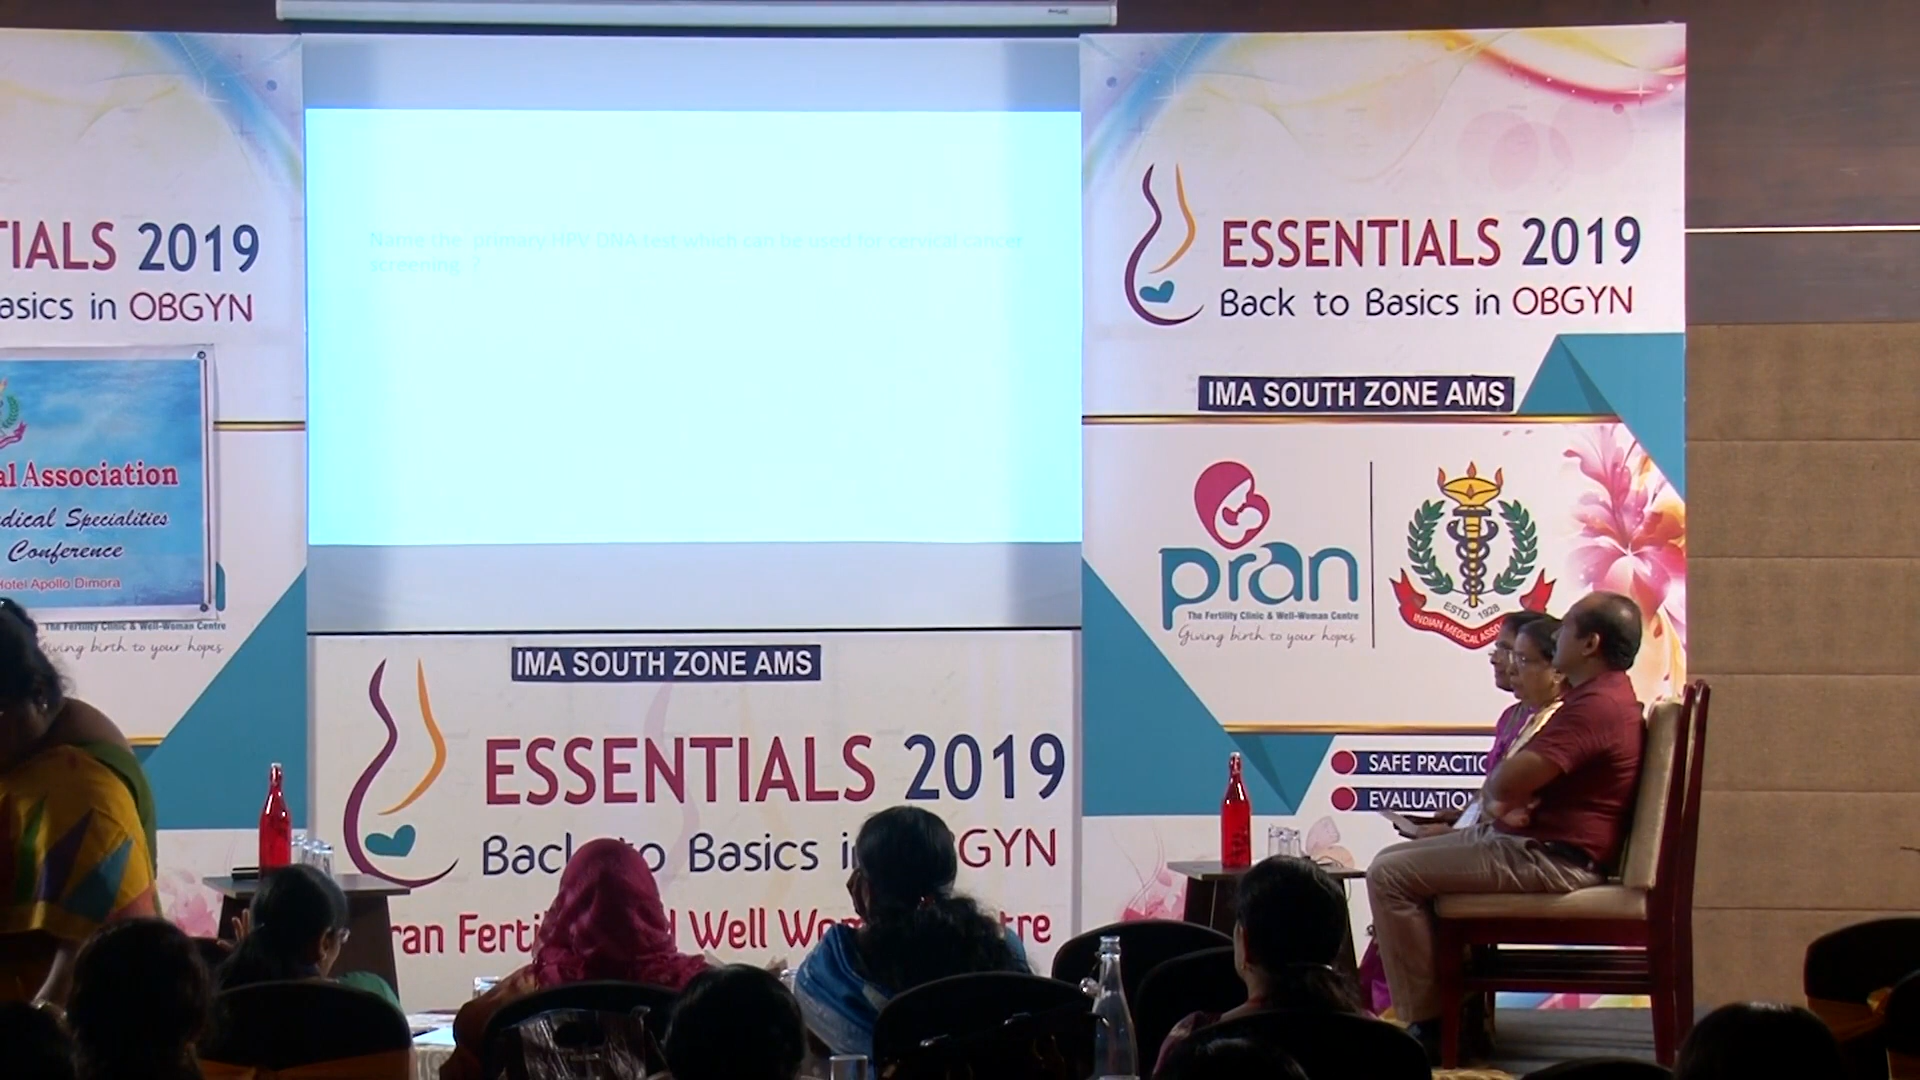 TIALS 2019
asics in OBGYN
al Association
dical Specialities
Conference
Hotel Apollo Dimora
The Fertility Clinic & Well-Woman Centre
iving birth to your hopes
Name the primary HPV DNA test which can be used for cervical cancer
screening ?
IMA SOUTH ZONE AMS
ESSENTIALS 2019
Back to Basics in OBGYN
ran Ferti d Well Wom tre
ESSENTIALS 2019
Back to Basics in OBGYN
IMA SOUTH ZONE AMS
pran
The Fertility Clinic & Well-Woman Centre
Giving birth to your hopes
ESTD 1928
INDIAN MEDICAL ASSO
SAFE PRACTIC
EVALUATION